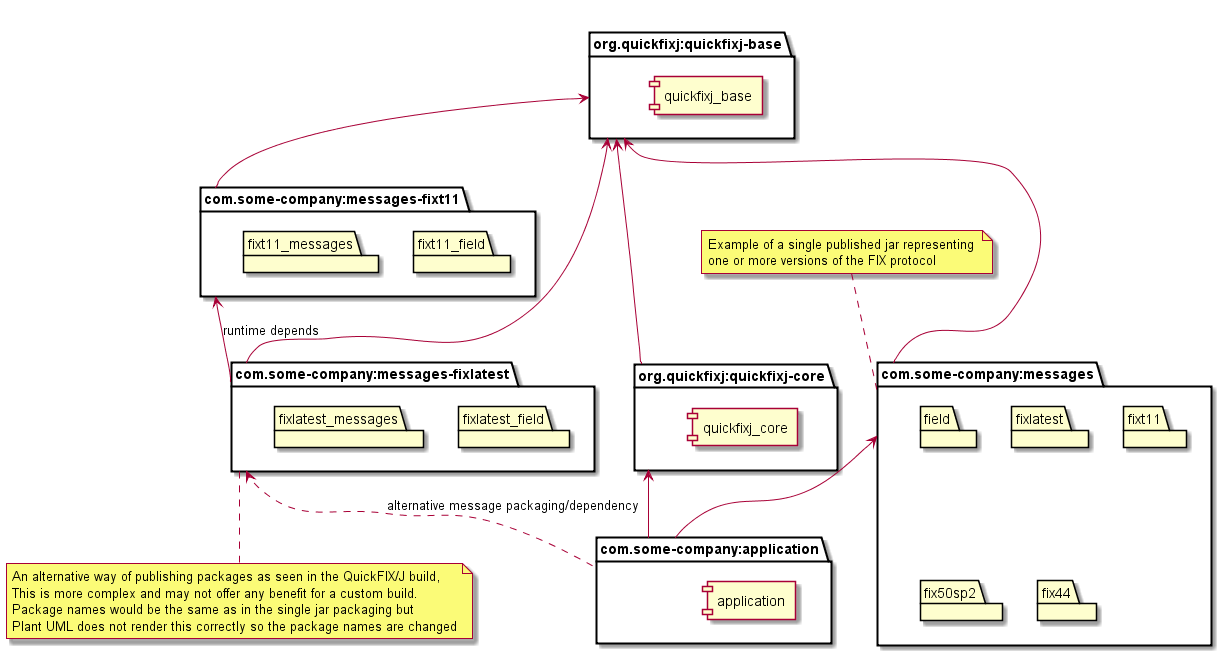 org.quickfixj:quickfixj-base
quickfixj_base
com.some-company:messages-fixt11
fixt11_messages
fixt11_field
Example of a single published jar representing
one or more versions of the FIX protocol
runtime depends
com.some-company:messages-fixlatest
fixlatest_messages
fixlatest_field
org.quickfixj:quickfixj-core
quickfixj_core
com.some-company:messages
field
fixlatest
fixt11
fix50sp2
fix44
alternative message packaging/dependency
com.some-company:application
application
An alternative way of publishing packages as seen in the QuickFIX/J build,
This is more complex and may not offer any benefit for a custom build.
Package names would be the same as in the single jar packaging but
Plant UML does not render this correctly so the package names are changed